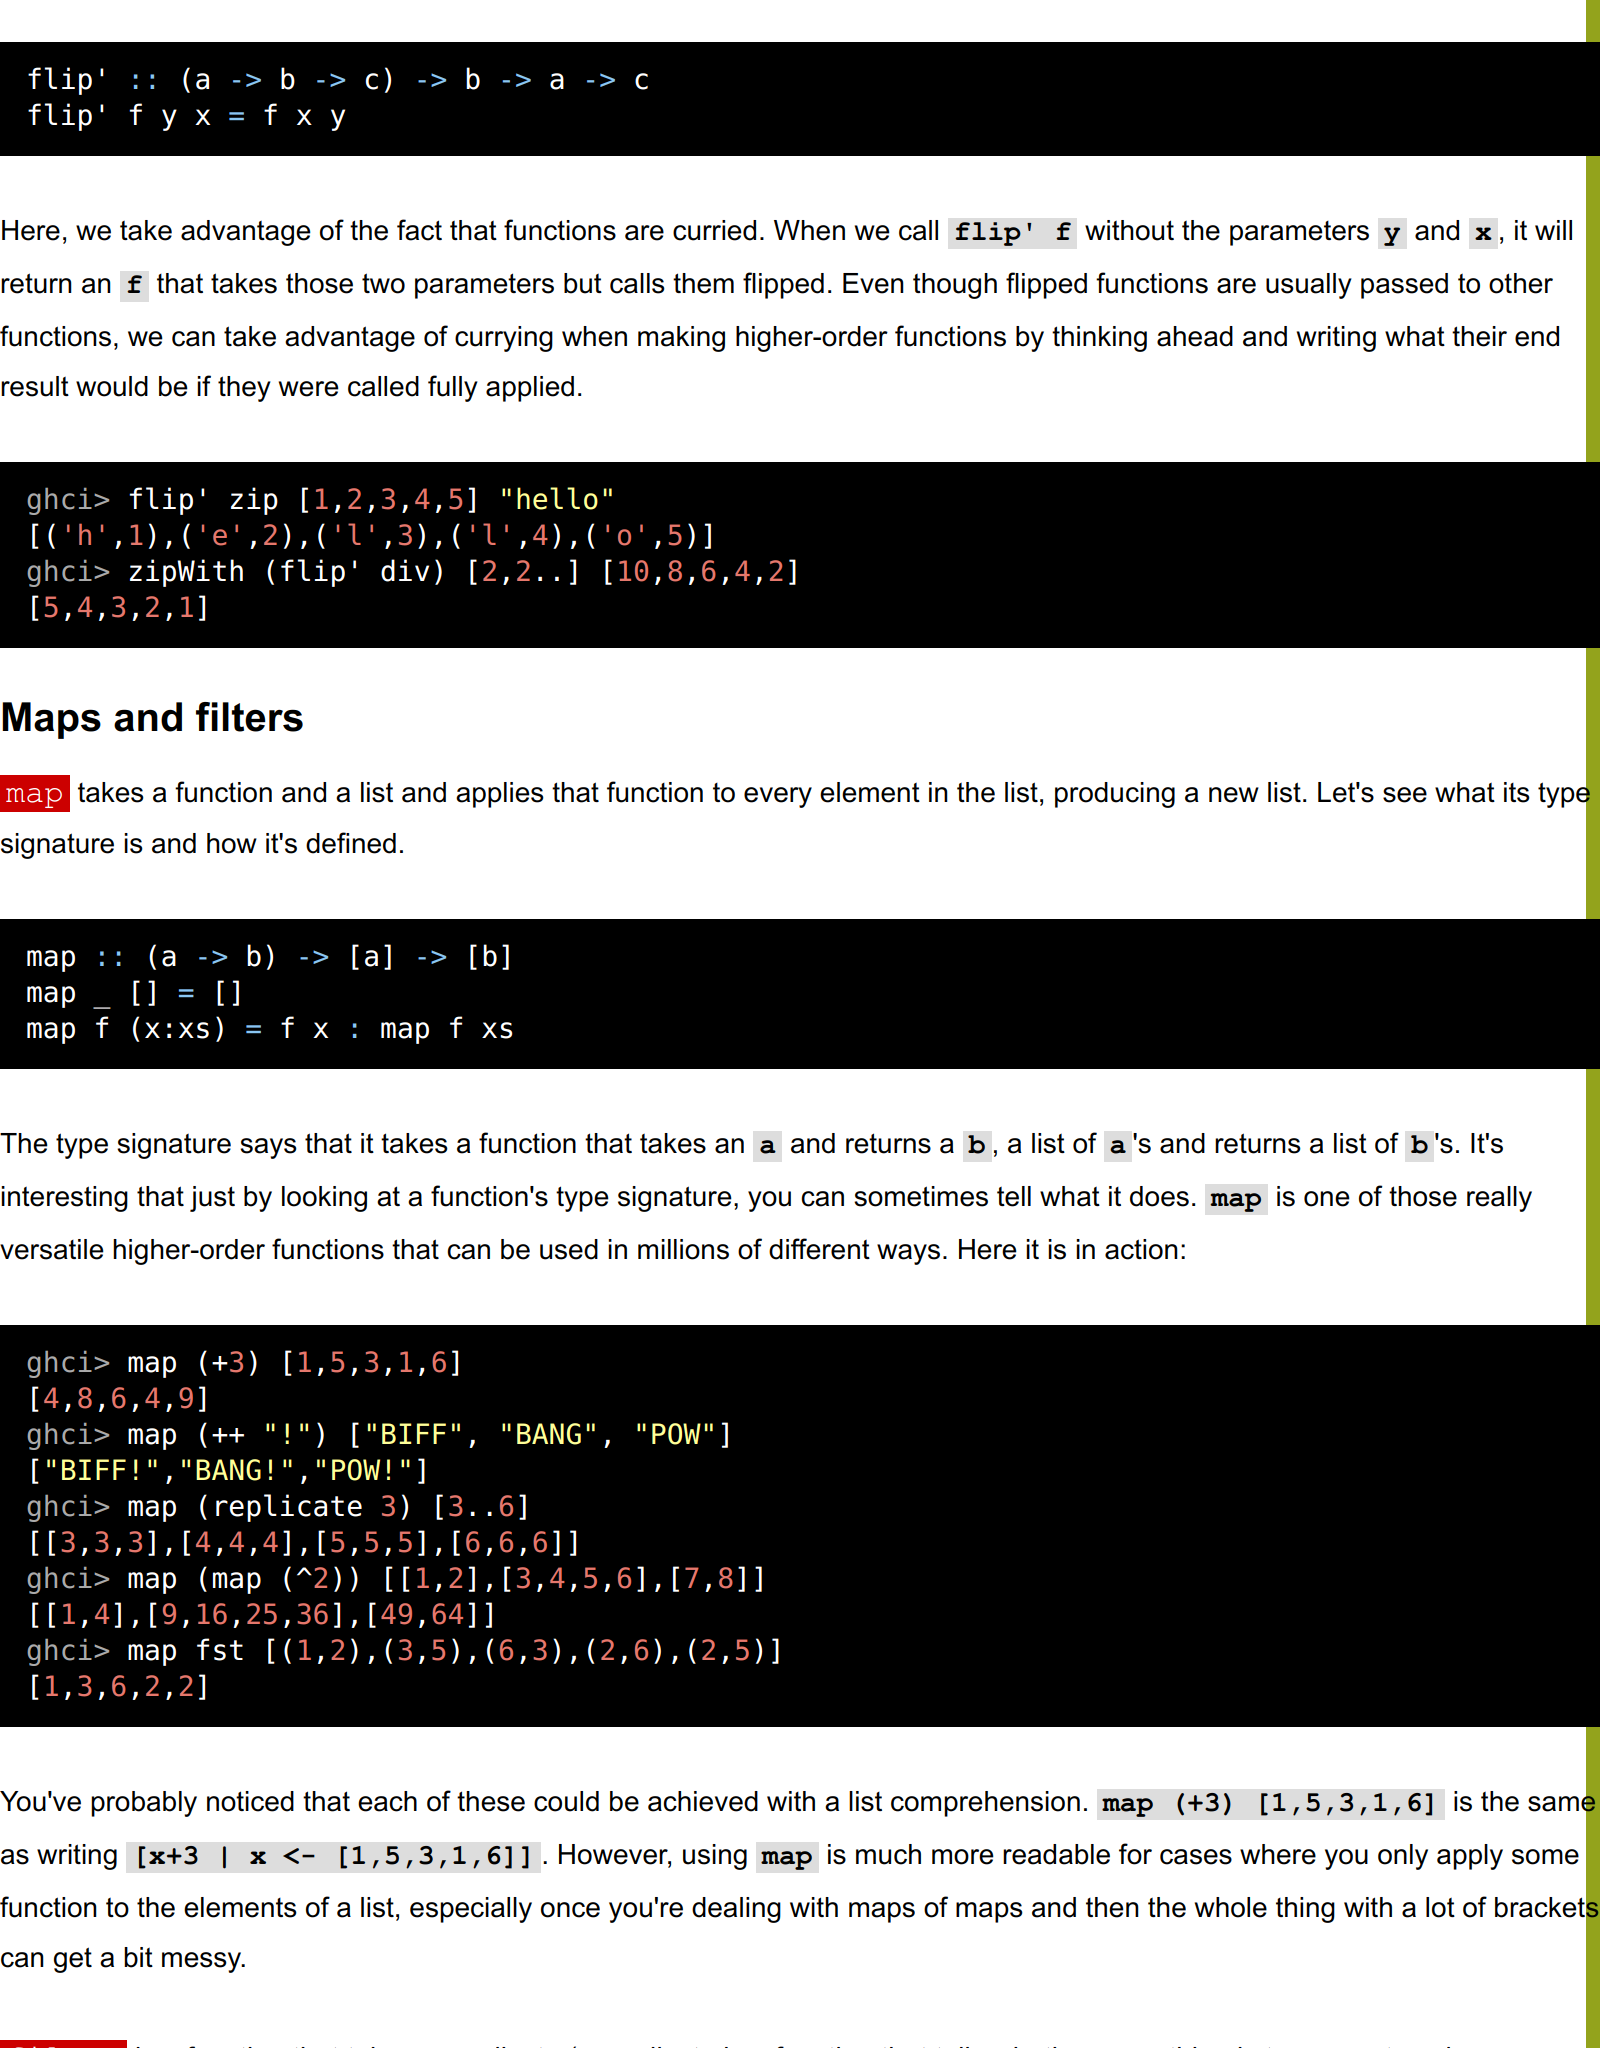 flip' :: (a -> b -> c) -> b -> a -> c
flip' f y x = f x y
Here, we take advantage of the fact that functions are curried. When we call flip' f without the parameters y and x, it will
return an f that takes those two parameters but calls them flipped. Even though flipped functions are usually passed to other
functions, we can take advantage of currying when making higher-order functions by thinking ahead and writing what their end
result would be if they were called fully applied.
ghci> flip' zip [1,2,3,4,5] "hello"
[('h',1),('e',2),('l',3),('l',4),('o',5)]
ghci> zipWith (flip' div) [2,2..] [10,8,6,4,2]
[5,4,3,2,1]
Maps and filters
map takes a function and a list and applies that function to every element in the list, producing a new list. Let's see what its type
signature is and how it's defined.
map :: (a -> b) -> [a] -> [b]
map _ [] = []
map f (x:xs) = f x : map f xs
The type signature says that it takes a function that takes an a and returns a b, a list of a's and returns a list of b's. It's
interesting that just by looking at a function's type signature, you can sometimes tell what it does. map is one of those really
versatile higher-order functions that can be used in millions of different ways. Here it is in action:
ghci> map (+3) [1,5,3,1,6]
[4,8,6,4,9]
ghci> map (++ "!") ["BIFF", "BANG", "POW"]
["BIFF!","BANG!","POW!"]
ghci> map (replicate 3) [3..6]
[[3,3,3],[4,4,4],[5,5,5],[6,6,6]]
ghci> map (map (^2)) [[1,2],[3,4,5,6],[7,8]]
[[1,4],[9,16,25,36],[49,64]]
ghci> map fst [(1,2),(3,5),(6,3),(2,6),(2,5)]
[1,3,6,2,2]
You've probably noticed that each of these could be achieved with a list comprehension. map (+3) [1,5,3,1,6] is the same
as writing [x+3 | x <- [1,5,3,1,6]]. However, using map is much more readable for cases where you only apply some
function to the elements of a list, especially once you're dealing with maps of maps and then the whole thing with a lot of brackets
can get a bit messy.